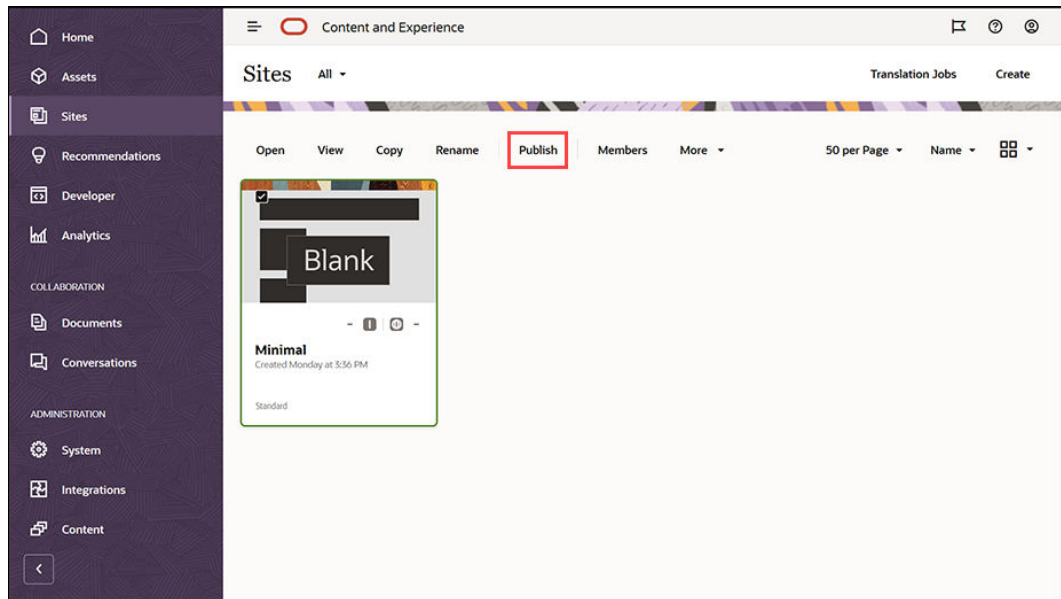 Home
Assets
Sites
Recommendations
Developer
Analytics
COLLABORATION
Documents
Conversations
ADMINISTRATION
System
Integrations
Content
Content and Experience
Sites All
Translation Jobs Create
Open View Copy Rename Publish Members More 50 per Page Name
Blank
Minimal
Created Monday at 3:36 PM
Standard